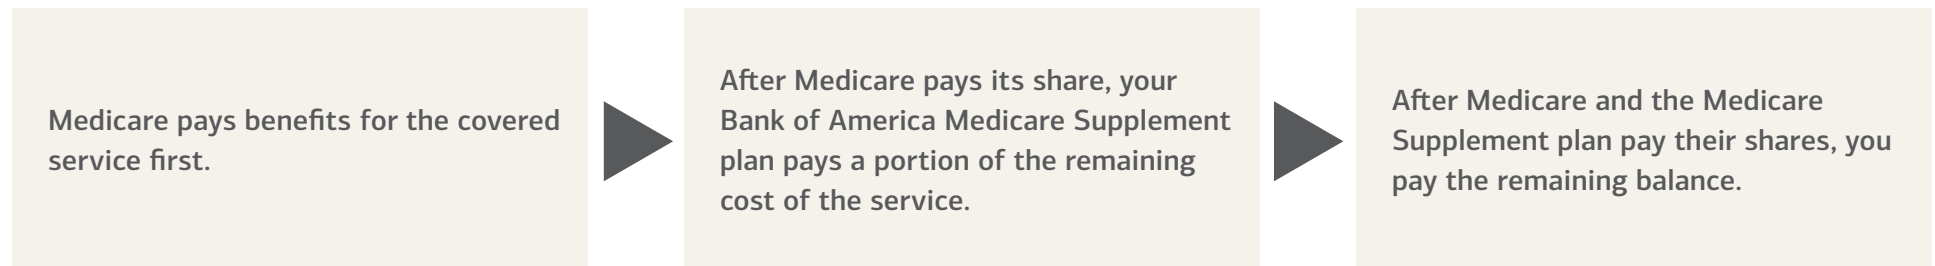 Medicare pays benefits for the covered
service first.
After Medicare pays its share, your
Bank of America Medicare Supplement
plan pays a portion of the remaining
cost of the service.
After Medicare and the Medicare
Supplement plan pay their shares, you
pay the remaining balance.